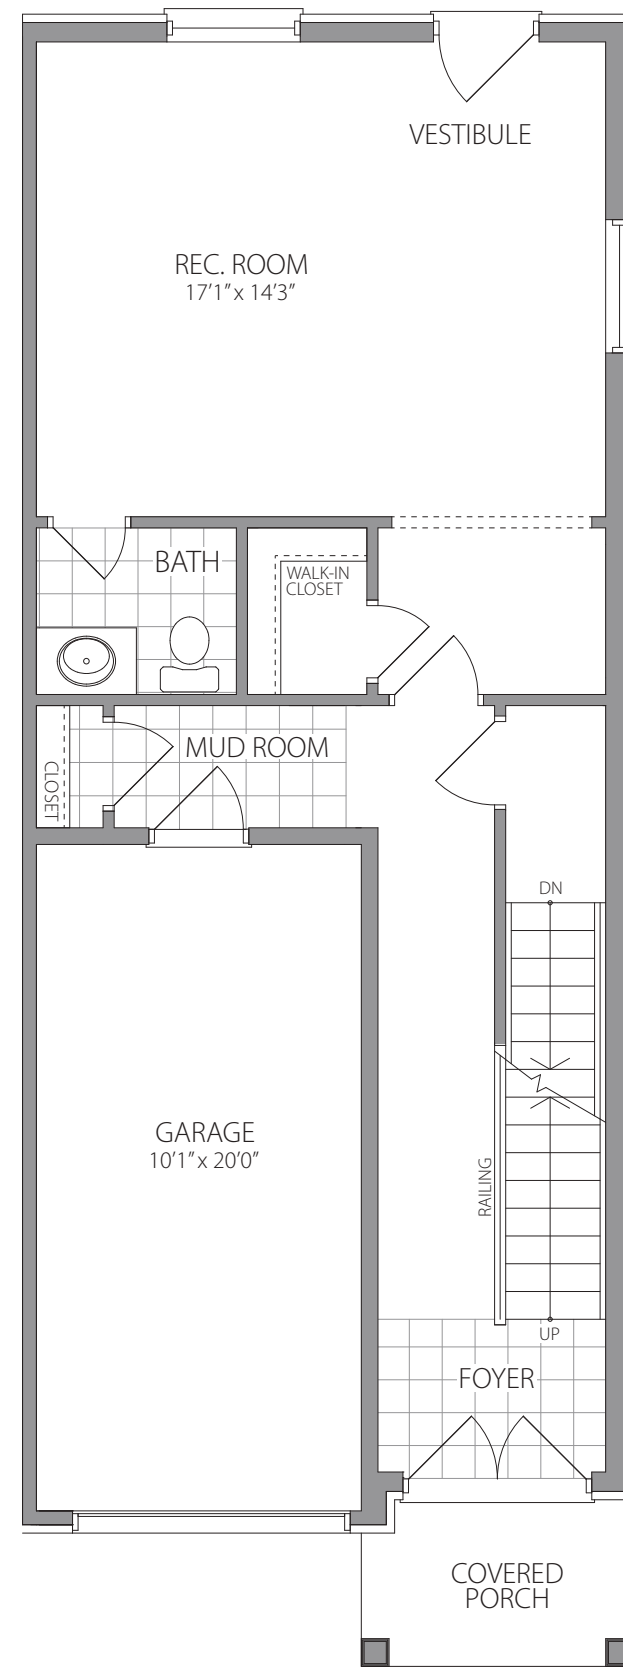 VESTIBULE
REC. ROOM
17'1" x 14'3"
BATH
WALK-IN
CLOSET
MUD ROOM
CLOSET
DN
GARAGE
10'1" x 20'0"
RAILING
UP
FOYER
COVERED
PORCH